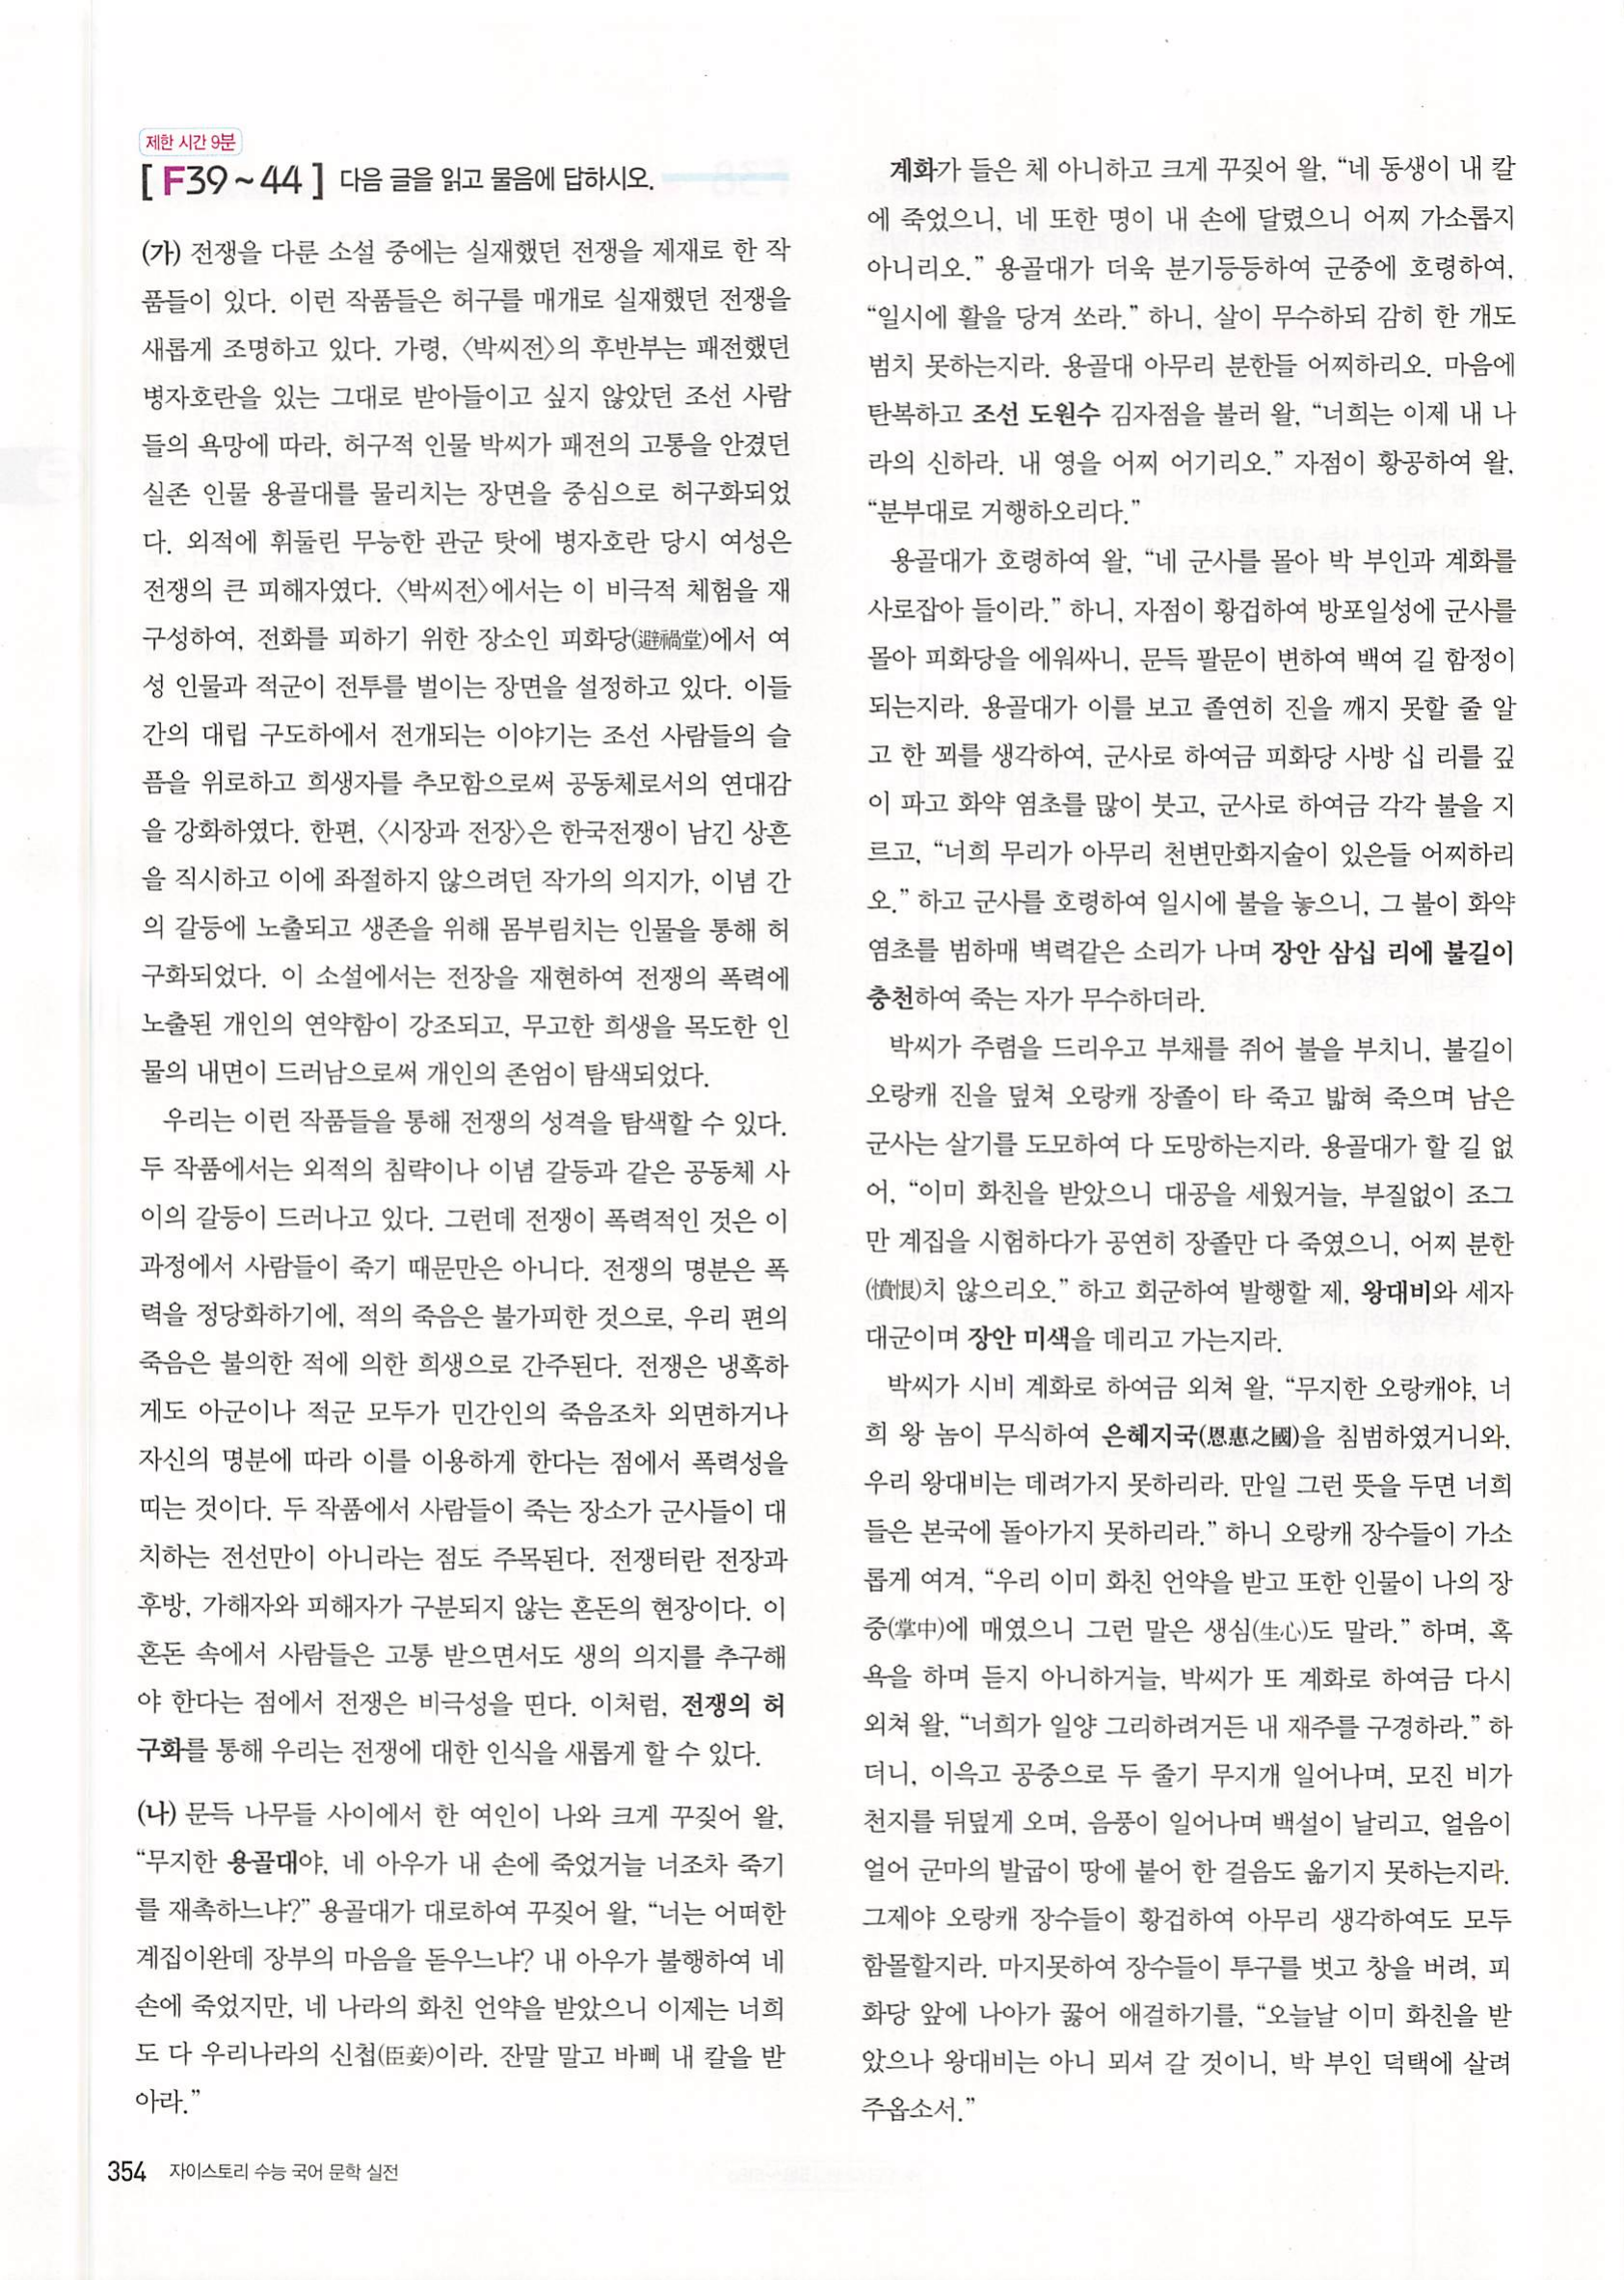 제한 시간 9분
[ F39 ~ 44 ] 다음 글을 읽고 물음에 답하시오.
(가) 전쟁을 다룬 소설 중에는 실재했던 전쟁을 제재로 한 작
품들이 있다. 이런 작품들은 허구를 매개로 실재했던 전쟁을
새롭게 조명하고 있다. 가령, 〈박씨전〉의 후반부는 패전했던
병자호란을 있는 그대로 받아들이고 싶지 않았던 조선 사람
들의 욕망에 따라, 허구적 인물 박씨가 패전의 고통을 안겼던
실존 인물 용골대를 물리치는 장면을 중심으로 허구화되었
다. 외적에 휘둘린 무능한 관군 탓에 병자호란 당시 여성은
전쟁의 큰 피해자였다. 〈박씨전〉에서는 이 비극적 체험을 재
구성하여, 전화를 피하기 위한 장소인 피화당(避禍堂)에서 여
성 인물과 적군이 전투를 벌이는 장면을 설정하고 있다. 이들
간의 대립 구도하에서 전개되는 이야기는 조선 사람들의 슬
픔을 위로하고 희생자를 추모함으로써 공동체로서의 연대감
을 강화하였다. 한편, 〈시장과 전장〉은 한국전쟁이 남긴 상흔
을 직시하고 이에 좌절하지 않으려던 작가의 의지가, 이념 간
의 갈등에 노출되고 생존을 위해 몸부림치는 인물을 통해 허
구화되었다. 이 소설에서는 전장을 재현하여 전쟁의 폭력에
노출된 개인의 연약함이 강조되고, 무고한 희생을 목도한 인
물의 내면이 드러남으로써 개인의 존엄이 탐색되었다.
우리는 이런 작품들을 통해 전쟁의 성격을 탐색할 수 있다.
두 작품에서는 외적의 침략이나 이념 갈등과 같은 공동체 사
이의 갈등이 드러나고 있다. 그런데 전쟁이 폭력적인 것은 이
과정에서 사람들이 죽기 때문만은 아니다. 전쟁의 명분은 폭
력을 정당화하기에, 적의 죽음은 불가피한 것으로, 우리 편의
죽음은 불의한 적에 의한 희생으로 간주된다. 전쟁은 냉혹하
게도 아군이나 적군 모두가 민간인의 죽음조차 외면하거나
자신의 명분에 따라 이를 이용하게 한다는 점에서 폭력성을
띠는 것이다. 두 작품에서 사람들이 죽는 장소가 군사들이 대
치하는 전선만이 아니라는 점도 주목된다. 전쟁터란 전장과
후방, 가해자와 피해자가 구분되지 않는 혼돈의 현장이다. 이
혼돈 속에서 사람들은 고통 받으면서도 생의 의지를 추구해
야 한다는 점에서 전쟁은 비극성을 띤다. 이처럼, 전쟁의 허
구화를 통해 우리는 전쟁에 대한 인식을 새롭게 할 수 있다.
(나) 문득 나무들 사이에서 한 여인이 나와 크게 꾸짖어 왈,
“무지한 용골대야, 네 아우가 내 손에 죽었거늘 너조차 죽기
를 재촉하느냐?” 용골대가 대로하여 꾸짖어 왈, “너는 어떠한
계집이완데 장부의 마음을 돋우느냐? 내 아우가 불행하여 네
손에 죽었지만, 네 나라의 화친 언약을 받았으니 이제는 너희
도 다 우리나라의 신첩(臣妾)이라. 잔말 말고 바삐 내 칼을 받
아라.”
계화가 들은 체 아니하고 크게 꾸짖어 왈, “네 동생이 내 칼
에 죽었으니, 네 또한 명이 내 손에 달렸으니 어찌 가소롭지
아니리오.” 용골대가 더욱 분기등등하여 군중에 호령하여,
“일시에 활을 당겨 쏘라.” 하니, 살이 무수하되 감히 한 개도
범치 못하는지라. 용골대 아무리 분한들 어찌하리오. 마음에
탄복하고 조선 도원수 김자점을 불러 왈, “너희는 이제 내 나
라의 신하라. 내 영을 어찌 어기리오.” 자점이 황공하여 왈,
“분부대로 거행하오리다.”
용골대가 호령하여 왈, “네 군사를 몰아 박 부인과 계화를
사로잡아 들이라.” 하니, 자점이 황겁하여 방포일성에 군사를
몰아 피화당을 에워싸니, 문득 팔문이 변하여 백여 길 함정이
되는지라. 용골대가 이를 보고 졸연히 진을 깨지 못할 줄 알
고 한 꾀를 생각하여, 군사로 하여금 피화당 사방 십 리를 깊
이 파고 화약 염초를 많이 붓고, 군사로 하여금 각각 불을 지
르고, “너희 무리가 아무리 천변만화지술이 있은들 어찌하리
오.” 하고 군사를 호령하여 일시에 불을 놓으니, 그 불이 화약
염초를 범하매 벽력같은 소리가 나며 장안 삼십 리에 불길이
충천하여 죽는 자가 무수하더라.
박씨가 주렴을 드리우고 부채를 쥐어 불을 부치니, 불길이
오랑캐 진을 덮쳐 오랑캐 장졸이 타 죽고 밟혀 죽으며 남은
군사는 살기를 도모하여 다 도망하는지라. 용골대가 할 길 없
어, “이미 화친을 받았으니 대공을 세웠거늘, 부질없이 조그
만 계집을 시험하다가 공연히 장졸만 다 죽였으니, 어찌 분한
(憤恨)치 않으리오.” 하고 회군하여 발행할 제, 왕대비와 세자
대군이며 장안 미색을 데리고 가는지라.
박씨가 시비 계화로 하여금 외쳐 왈, “무지한 오랑캐야, 너
희 왕 놈이 무식하여 은혜지국(恩惠之國)을 침범하였거니와,
우리 왕대비는 데려가지 못하리라. 만일 그런 뜻을 두면 너희
들은 본국에 돌아가지 못하리라.” 하니 오랑캐 장수들이 가소
롭게 여겨, “우리 이미 화친 언약을 받고 또한 인물이 나의 장
중(掌中)에 매였으니 그런 말은 생심(生心)도 말라.” 하며, 혹
욕을 하며 듣지 아니하거늘, 박씨가 또 계화로 하여금 다시
외쳐 왈, “너희가 일양 그리하려거든 내 재주를 구경하라.” 하
더니, 이윽고 공중으로 두 줄기 무지개 일어나며, 모진 비가
천지를 뒤덮게 오며, 음풍이 일어나며 백설이 날리고, 얼음이
얼어 군마의 발굽이 땅에 붙어 한 걸음도 옮기지 못하는지라.
그제야 오랑캐 장수들이 황겁하여 아무리 생각하여도 모두
함몰할지라. 마지못하여 장수들이 투구를 벗고 창을 버려, 피
화당 앞에 나아가 꿇어 애걸하기를, “오늘날 이미 화친을 받
았으나 왕대비는 아니 뫼셔 갈 것이니, 박 부인 덕택에 살려
주옵소서.”
354 자이스토리 수능 국어 문학 실전